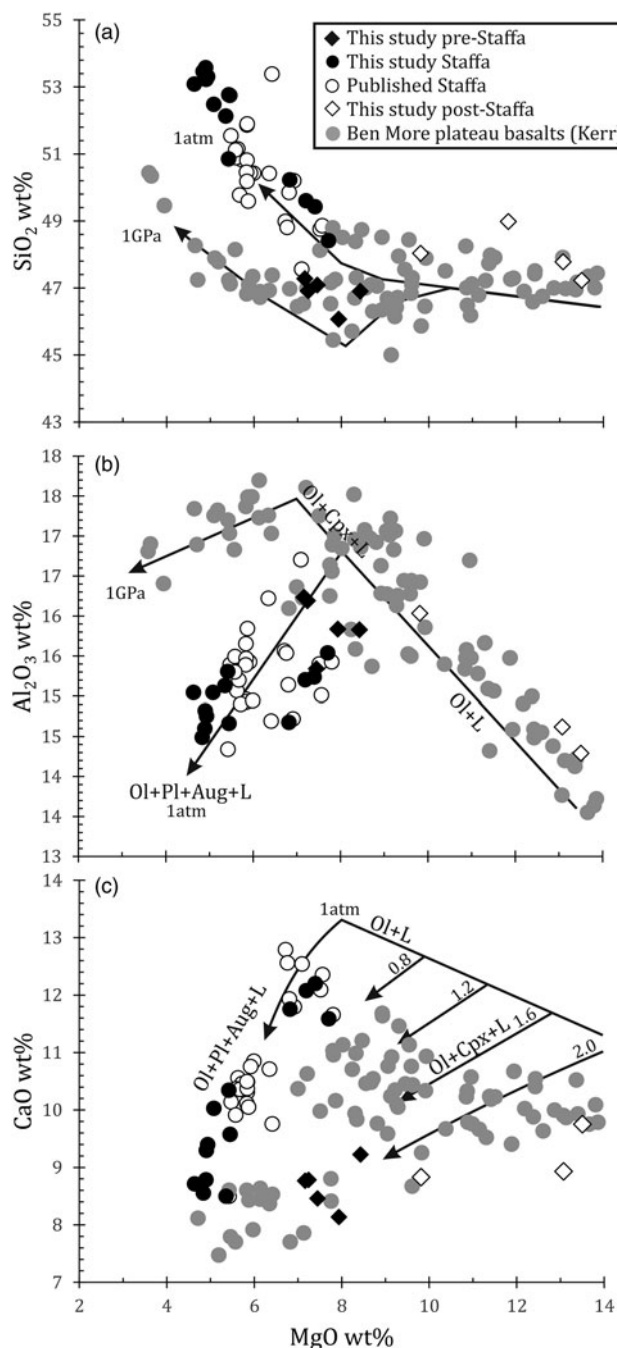 (a)
This study pre-Staffa
This study Staffa
Published Staffa
This study post-Staffa
Ben More plateau basalts (Kerr
55
53
51
49
47
45
43
SiO₂ wt%
1atm
1GPa
(b)
18
18
17
17
16
16
15
15
14
14
13
Al₂O₃ wt%
Ol+Cpx+L
1GPa
Ol+L
Ol+Pl+Aug+L
1atm
(c)
14
13
12
11
10
9
8
7
CaO wt%
1atm
Ol+L
0.8
1.2
1.6
2.0
Ol+Pl+Aug+L
Ol+Cpx+L
2 4 6 8 10 12 14
MgO wt%